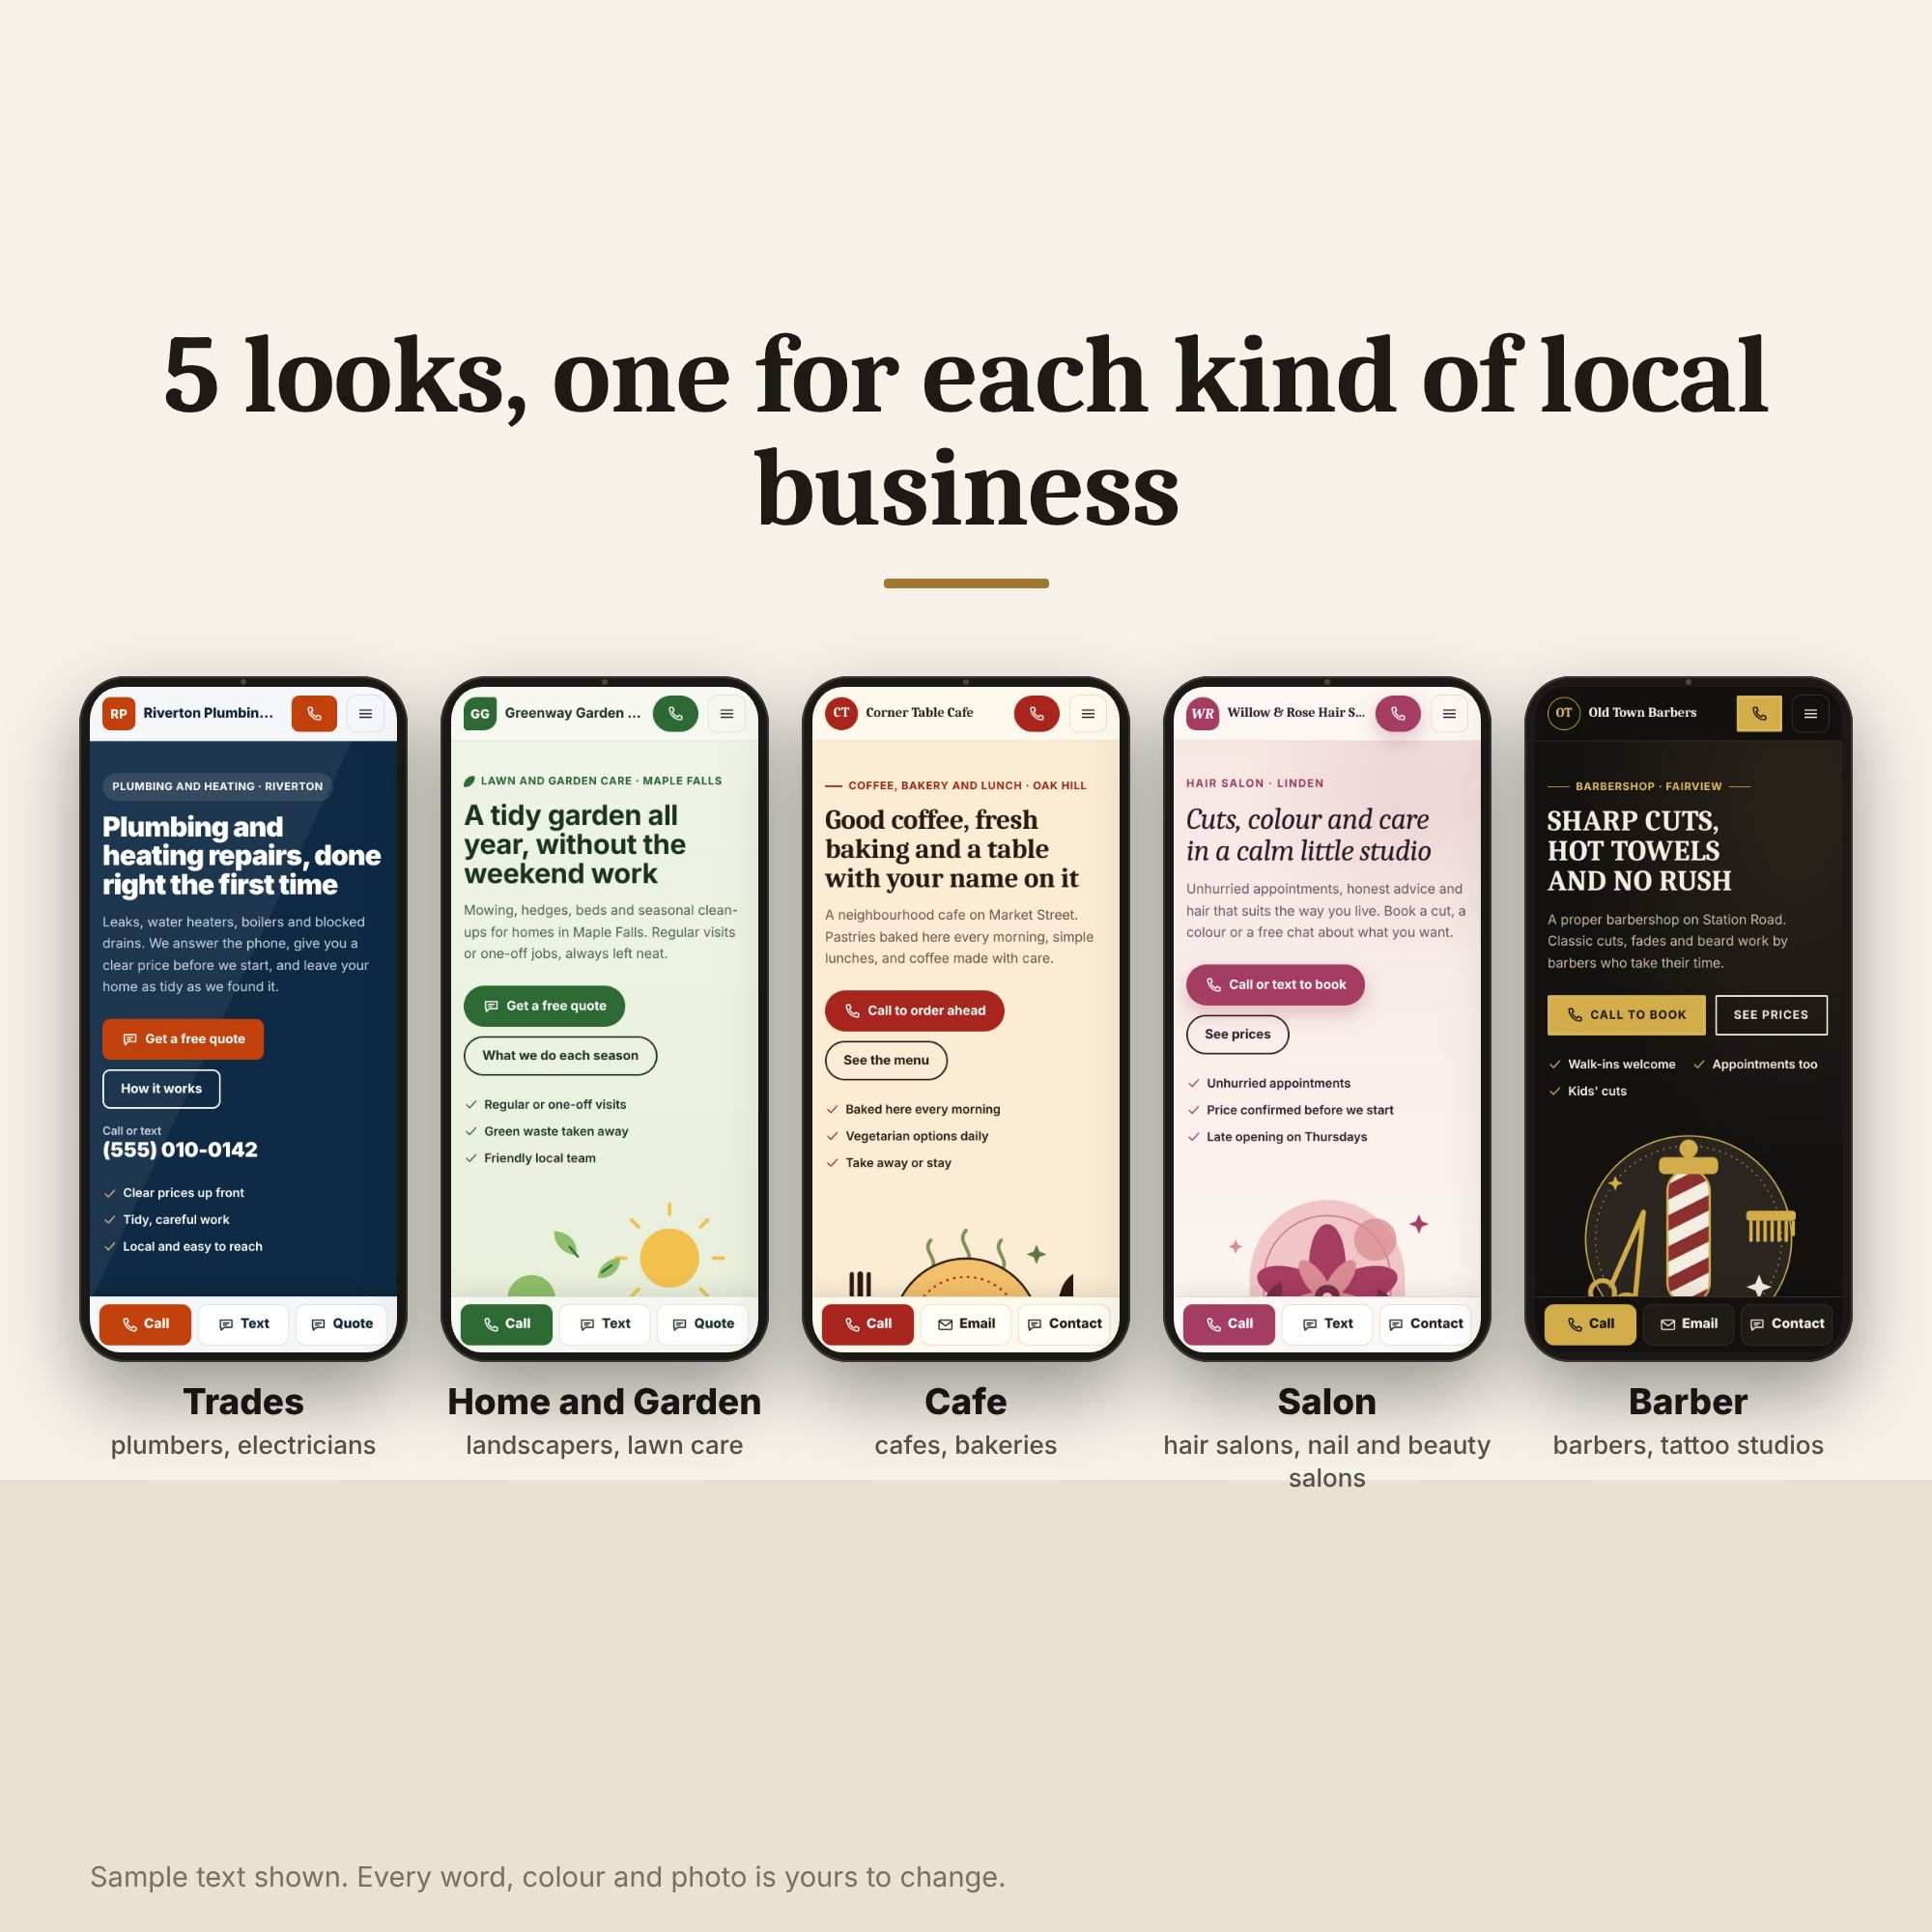 5 looks, one for each kind of local
business
RP Riverton Plumbin...
PLUMBING AND HEATING · RIVERTON
Plumbing and
heating repairs, done
right the first time
Leaks, water heaters, boilers and blocked
drains. We answer the phone, give you a
clear price before we start, and leave your
home as tidy as we found it.
Get a free quote
How it works
Call or text
(555) 010-0142
Clear prices up front
Tidy, careful work
Local and easy to reach
Call Text Quote
Trades
plumbers, electricians
GG Greenway Garden ...
LAWN AND GARDEN CARE · MAPLE FALLS
A tidy garden all
year, without the
weekend work
Mowing, hedges, beds and seasonal clean-
ups for homes in Maple Falls. Regular visits
or one-off jobs, always left neat.
Get a free quote
What we do each season
Regular or one-off visits
Green waste taken away
Friendly local team
Call Text Quote
Home and Garden
landscapers, lawn care
CT Corner Table Cafe
COFFEE, BAKERY AND LUNCH · OAK HILL
Good coffee, fresh
baking and a table
with your name on it
A neighbourhood cafe on Market Street.
Pastries baked here every morning, simple
lunches, and coffee made with care.
Call to order ahead
See the menu
Baked here every morning
Vegetarian options daily
Take away or stay
Call Email Contact
Cafe
cafes, bakeries
WR Willow & Rose Hair S...
HAIR SALON · LINDEN
Cuts, colour and care
in a calm little studio
Unhurried appointments, honest advice and
hair that suits the way you live. Book a cut, a
colour or a free chat about what you want.
Call or text to book
See prices
Unhurried appointments
Price confirmed before we start
Late opening on Thursdays
Call Text Contact
Salon
hair salons, nail and beauty
salons
OT Old Town Barbers
BARBERSHOP · FAIRVIEW
SHARP CUTS,
HOT TOWELS
AND NO RUSH
A proper barbershop on Station Road.
Classic cuts, fades and beard work by
barbers who take their time.
CALL TO BOOK SEE PRICES
Walk-ins welcome Appointments too
Kids' cuts
Call Email Contact
Barber
barbers, tattoo studios
Sample text shown. Every word, colour and photo is yours to change.